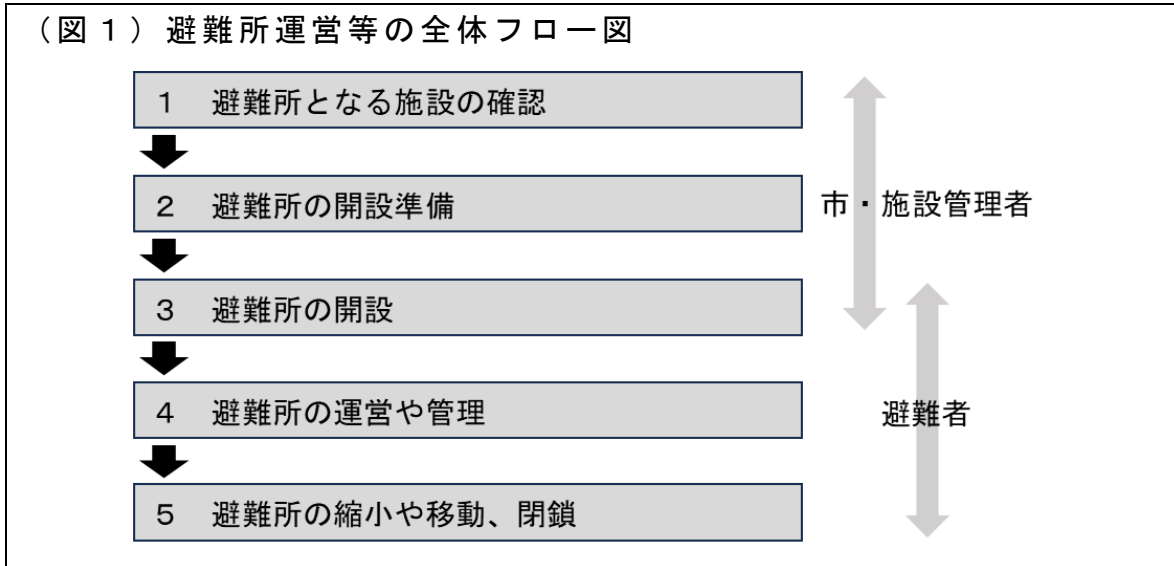 （図１）避難所運営等の全体フロー図
１　避難所となる施設の確認
２　避難所の開設準備
市・施設管理者
３　避難所の開設
４　避難所の運営や管理
避難者
５　避難所の縮小や移動、閉鎖